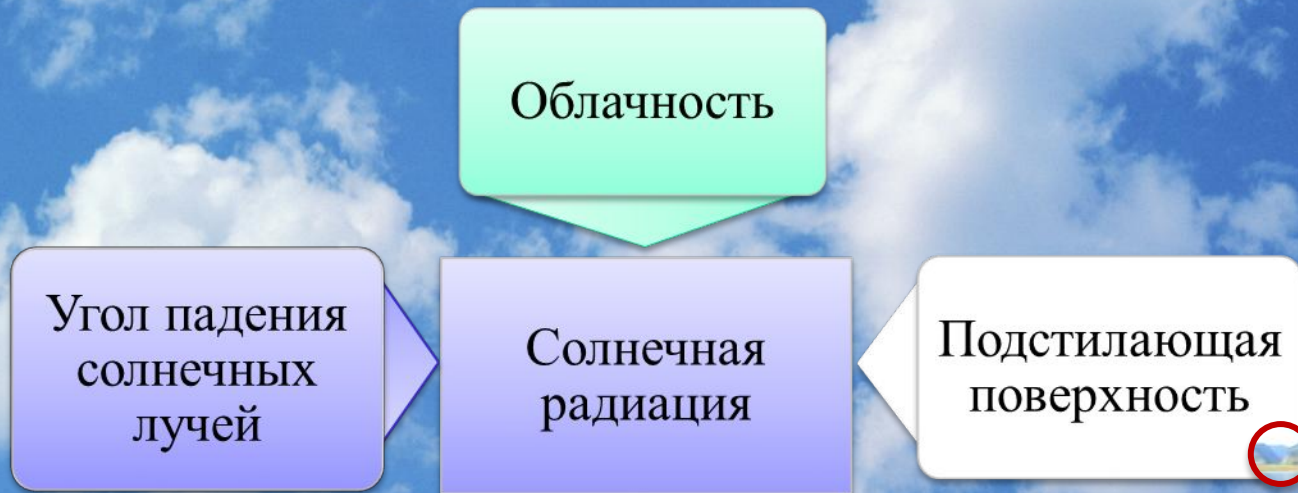 Облачность
Угол падения
солнечных
лучей
Солнечная
радиация
Подстилающая
поверхность